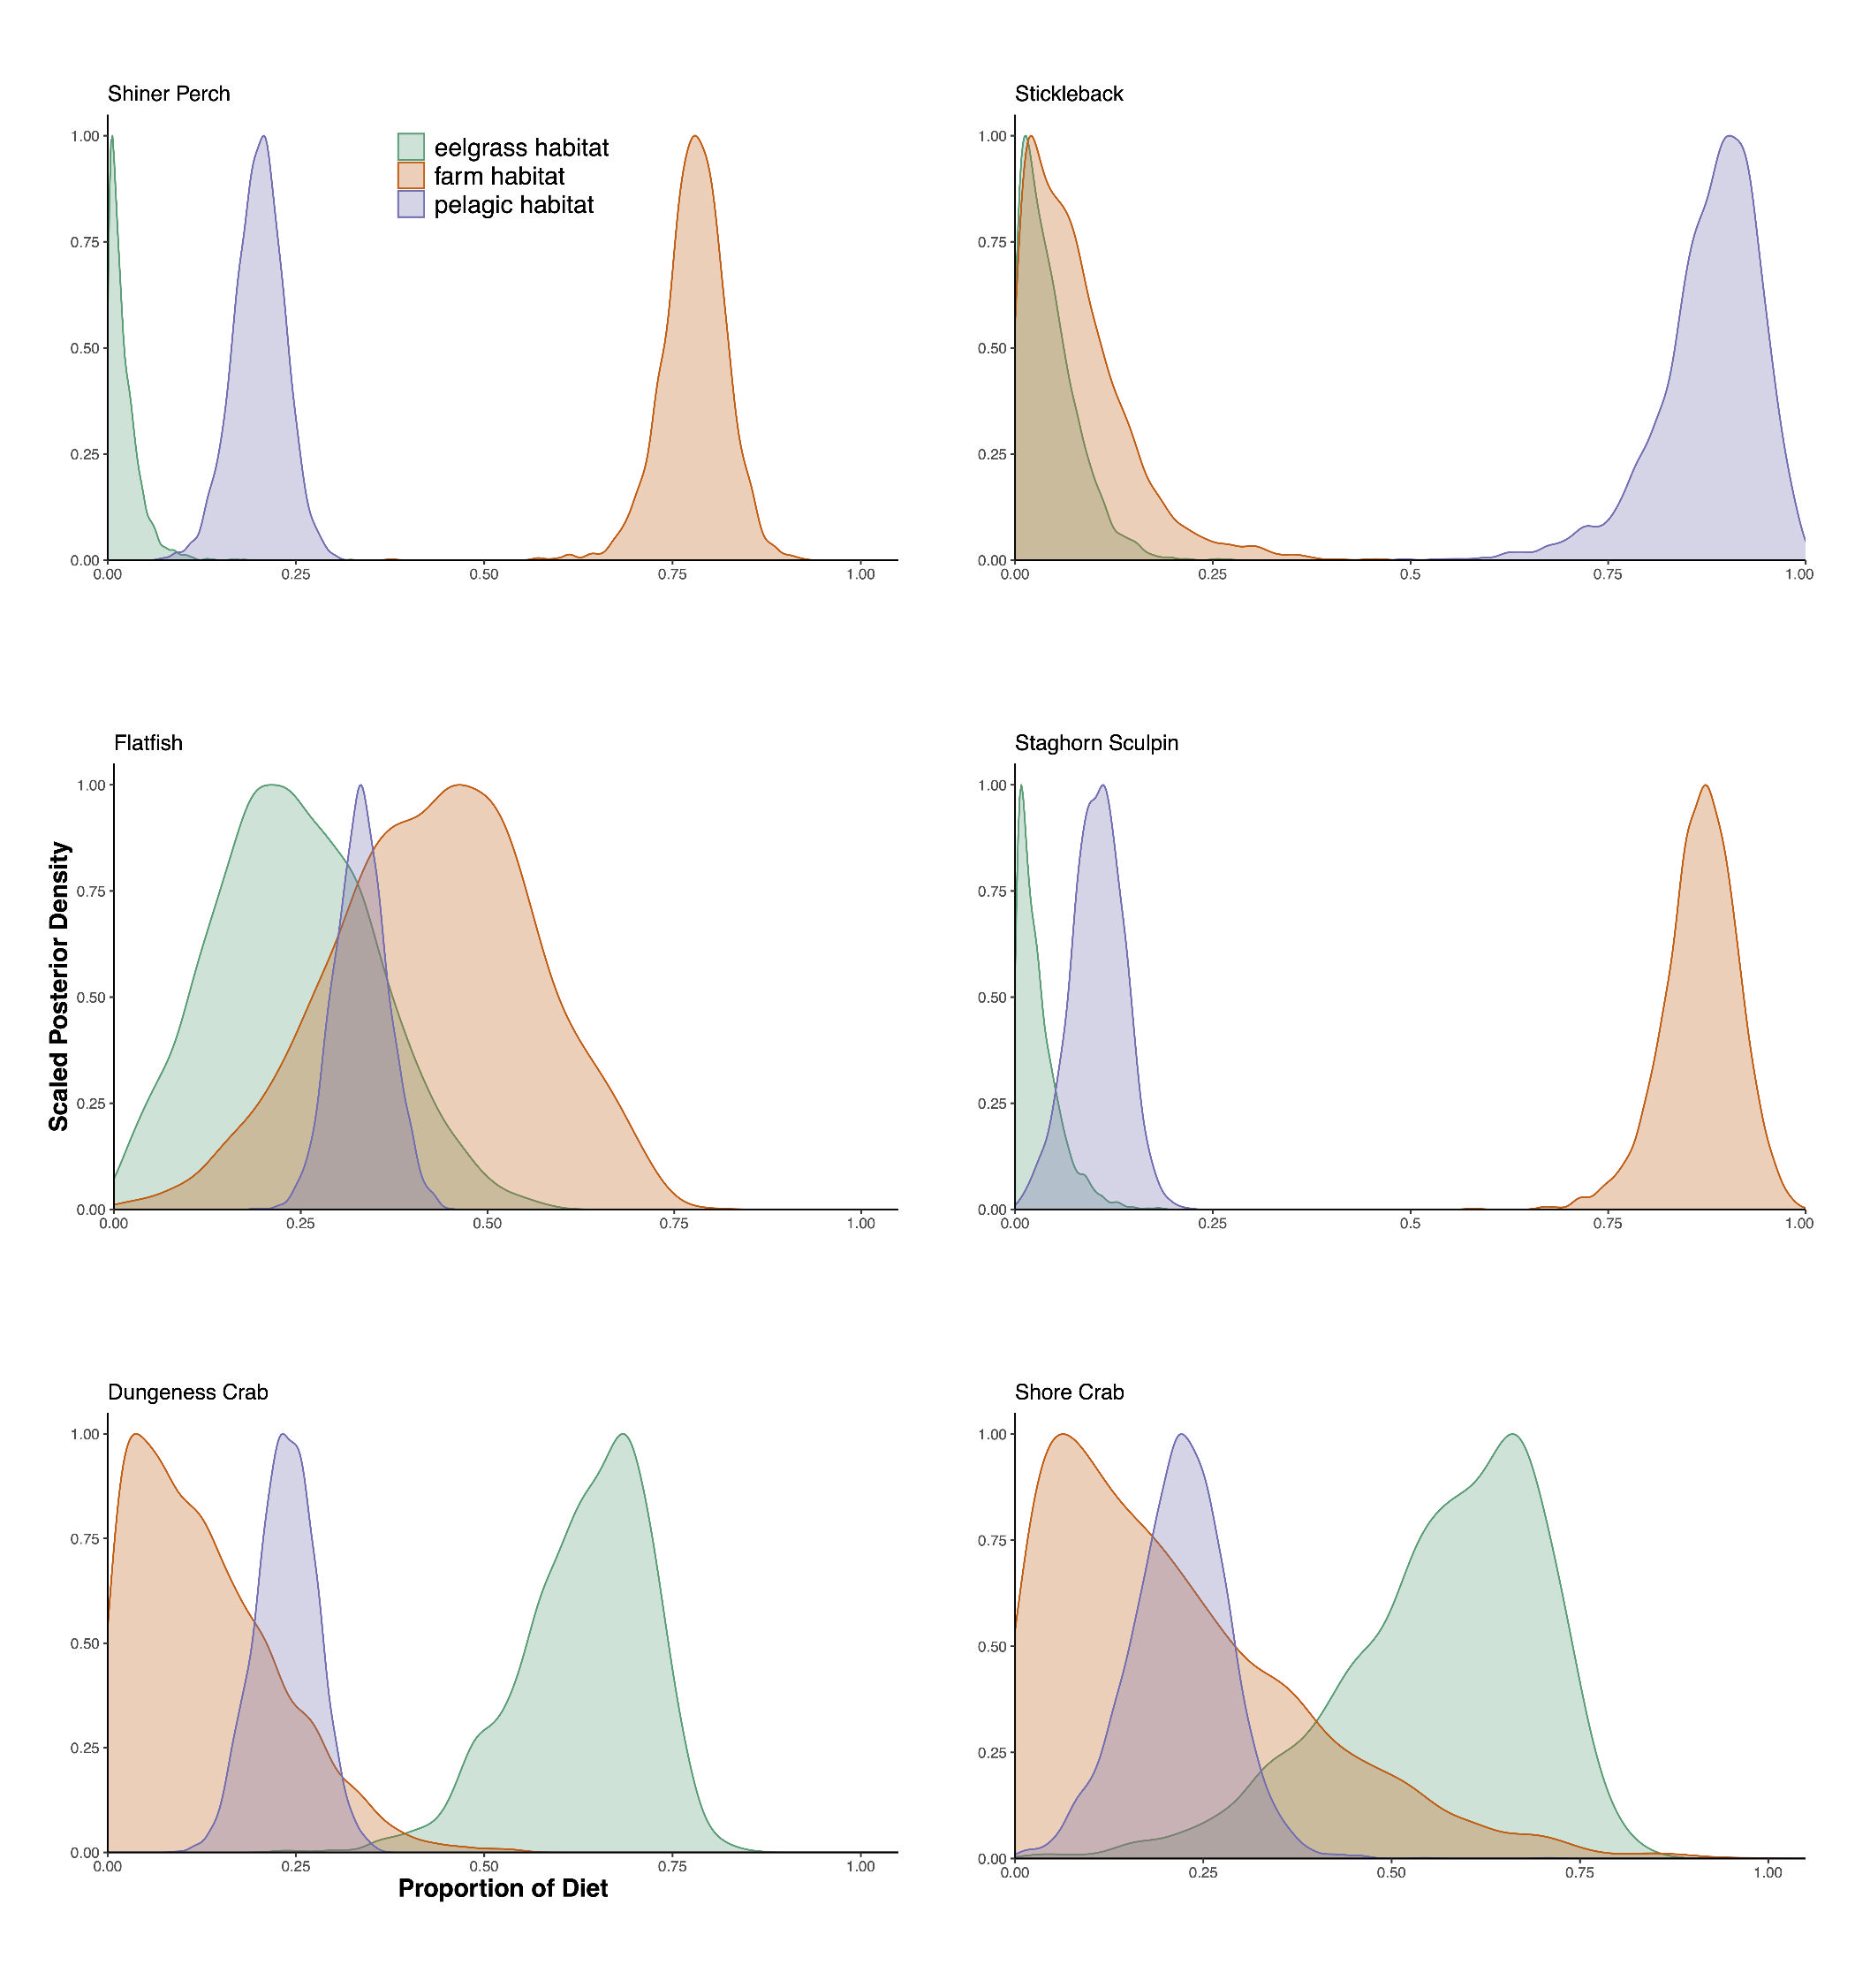 Shiner Perch
1.00
0.75
0.50
0.25
0.00
0.00 0.25 0.50 0.75 1.00
eelgrass habitat
farm habitat
pelagic habitat
Stickleback
1.00
0.75
0.50
0.25
0.00
0.00 0.25 0.5 0.75 1.00
Scaled Posterior Density
Flatfish
1.00
0.75
0.50
0.25
0.00
0.00 0.25 0.50 0.75 1.00
Staghorn Sculpin
1.00
0.75
0.50
0.25
0.00
0.00 0.25 0.5 0.75 1.00
Dungeness Crab
1.00
0.75
0.50
0.25
0.00
0.00 0.25 0.50 0.75 1.00
Proportion of Diet
Shore Crab
1.00
0.75
0.50
0.25
0.00
0.00 0.25 0.50 0.75 1.00